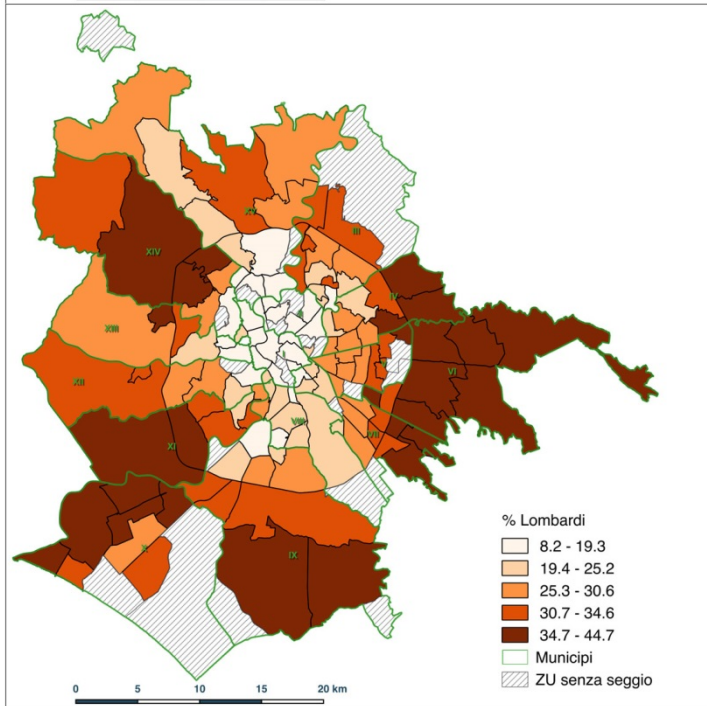 XV
III
XIV
IV
XIII
VI
XII
VIII
VII
XI
IX
% Lombardi
8.2 - 19.3
19.4 - 25.2
25.3 - 30.6
30.7 - 34.6
34.7 - 44.7
Municipi
ZU senza seggio
0 5 10 15 20 km